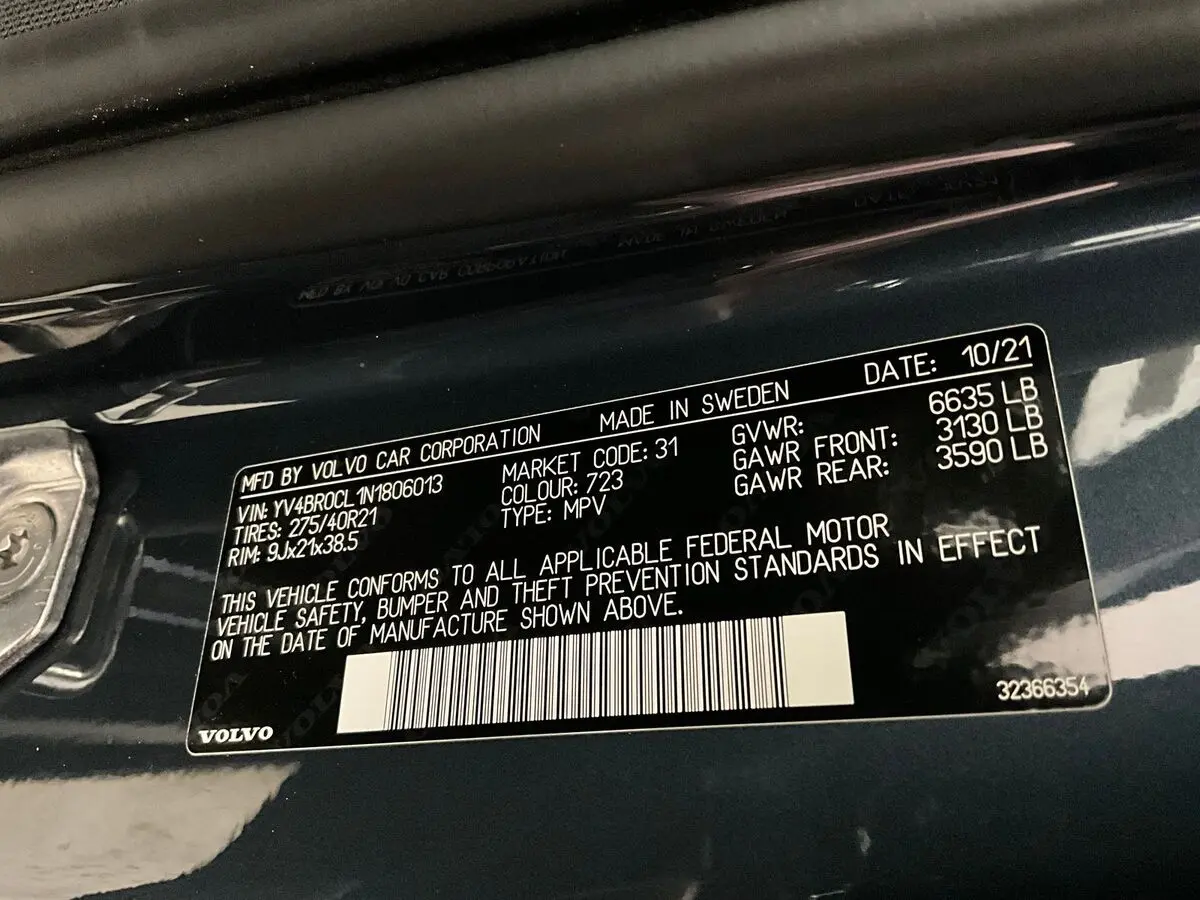 MFD BY VOLVO CAR CORPORATION MADE IN SWEDEN DATE: 10/21
VIN: YV4BR0CL1N1806013 MARKET CODE: 31 GVWR: 6635 LB
TIRES: 275/40R21 COLOUR: 723 GAWR FRONT: 3130 LB
RIM: 9Jx21x38.5 TYPE: MPV GAWR REAR: 3590 LB
THIS VEHICLE CONFORMS TO ALL APPLICABLE FEDERAL MOTOR
VEHICLE SAFETY, BUMPER AND THEFT PREVENTION STANDARDS IN EFFECT
ON THE DATE OF MANUFACTURE SHOWN ABOVE.
VOLVO
32366354